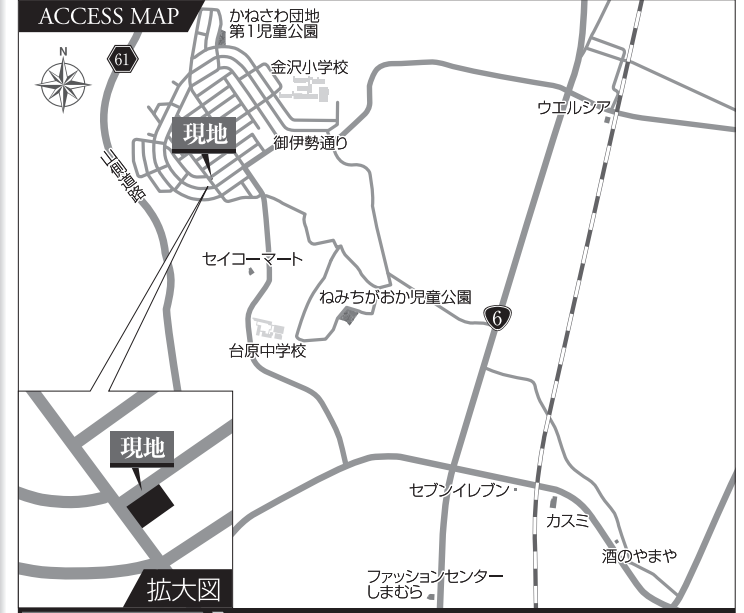 ACCESS MAP
かねさわ団地
第1児童公園
N
61
金沢小学校
ウエルシア
現地
御伊勢通り
山側道路
セイコーマート
ねみちがおか児童公園
6
台原中学校
現地
セブンイレブン
カスミ
酒のやまや
拡大図
ファッションセンター
しまむら